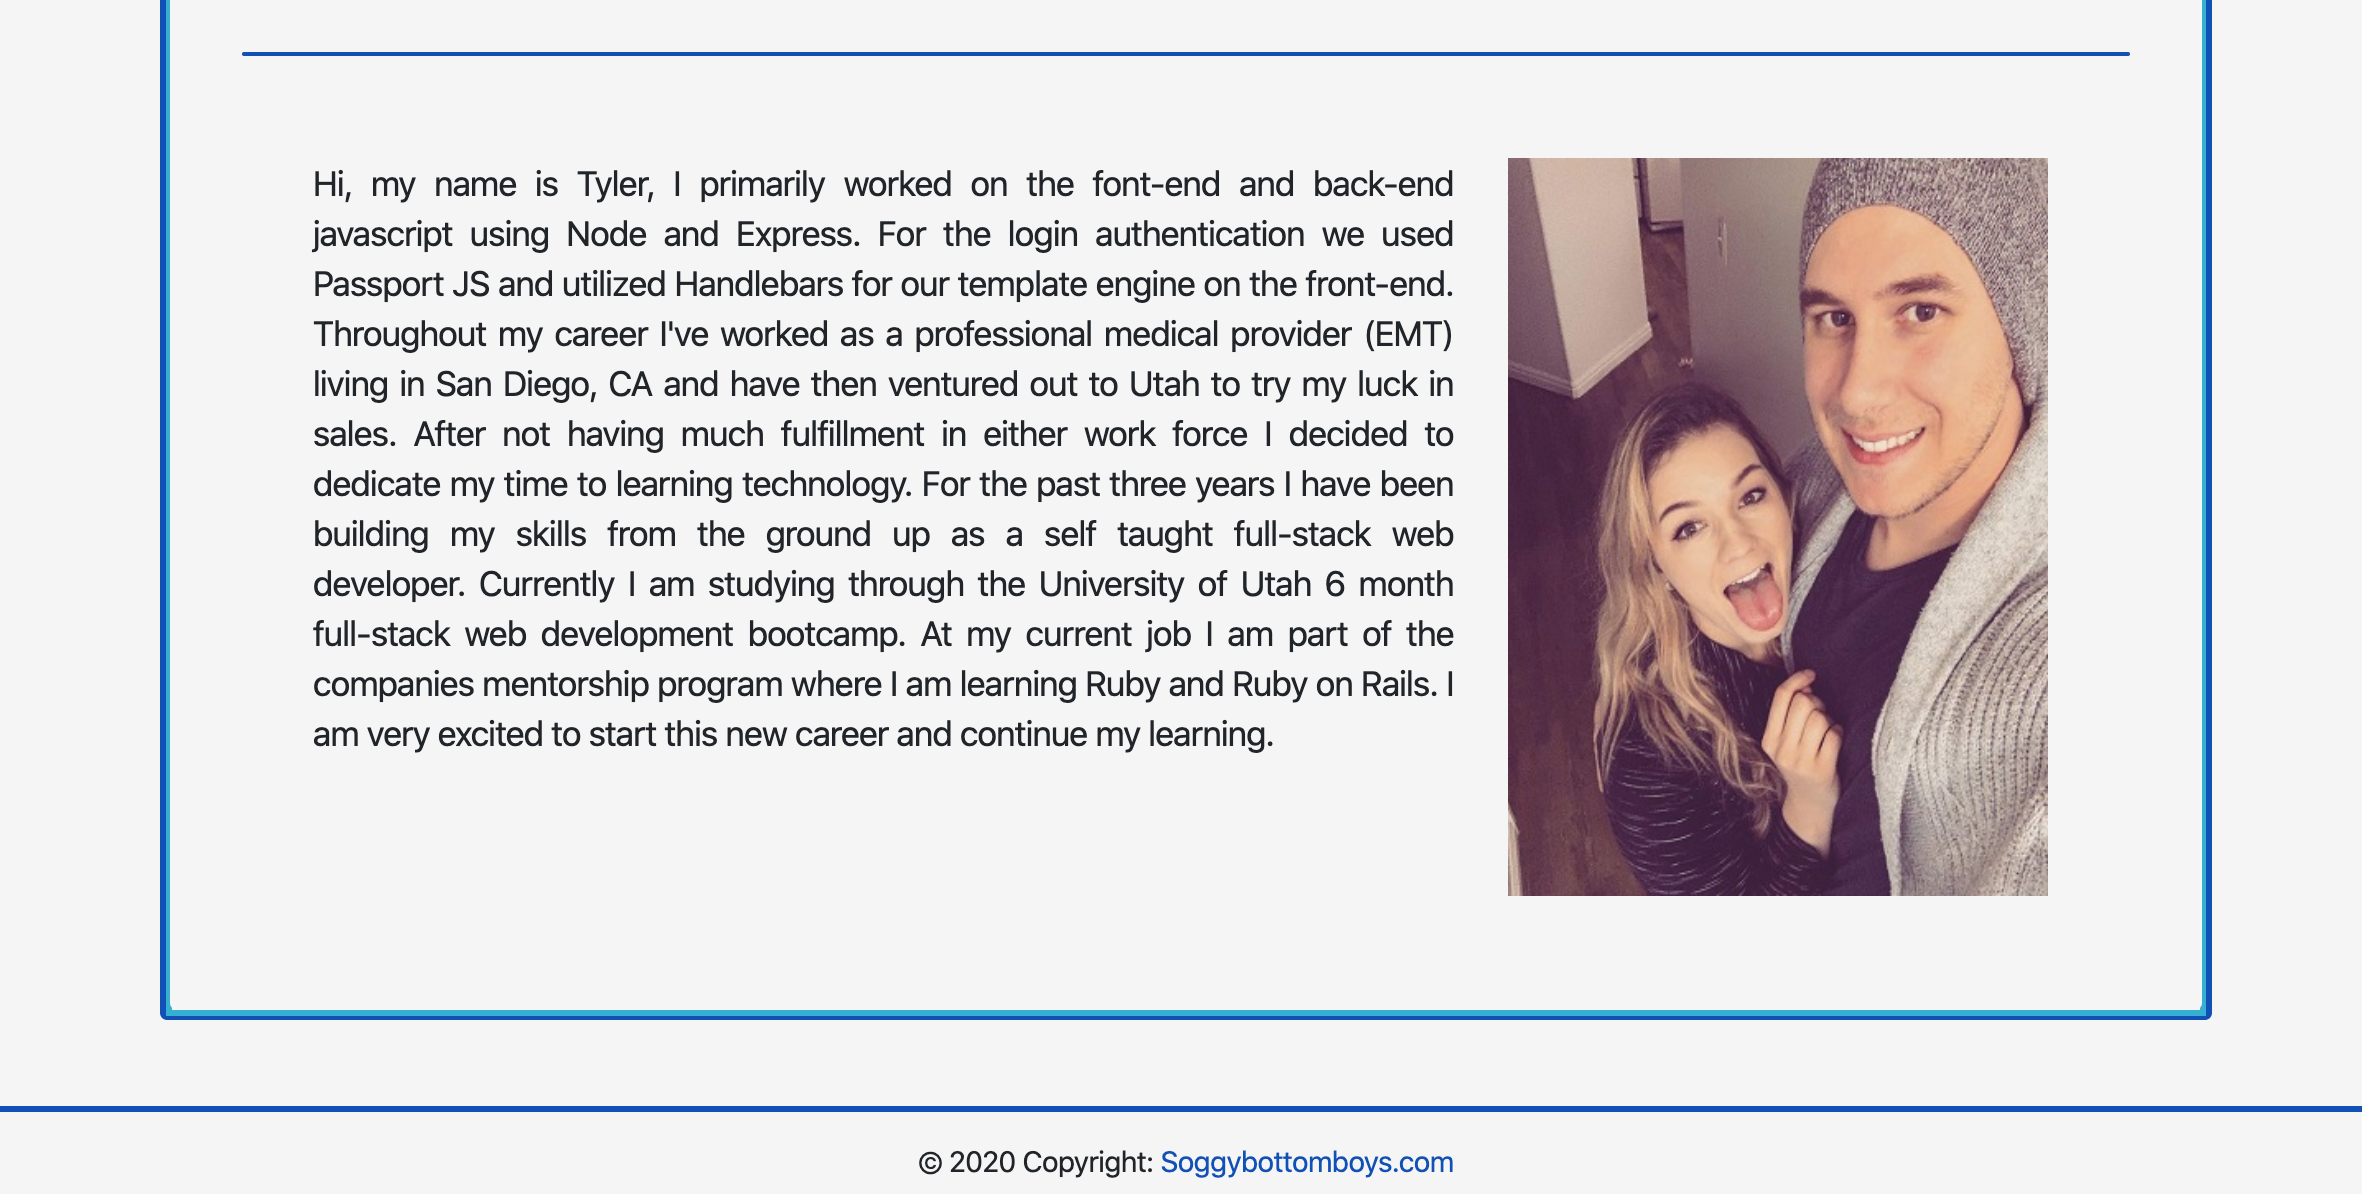 Hi, my name is Tyler, I primarily worked on the font-end and back-end
javascript using Node and Express. For the login authentication we used
Passport JS and utilized Handlebars for our template engine on the front-end.
Throughout my career I've worked as a professional medical provider (EMT)
living in San Diego, CA and have then ventured out to Utah to try my luck in
sales. After not having much fulfillment in either work force I decided to
dedicate my time to learning technology. For the past three years I have been
building my skills from the ground up as a self taught full-stack web
developer. Currently I am studying through the University of Utah 6 month
full-stack web development bootcamp. At my current job I am part of the
companies mentorship program where I am learning Ruby and Ruby on Rails. I
am very excited to start this new career and continue my learning.
© 2020 Copyright: Soggybottomboys.com